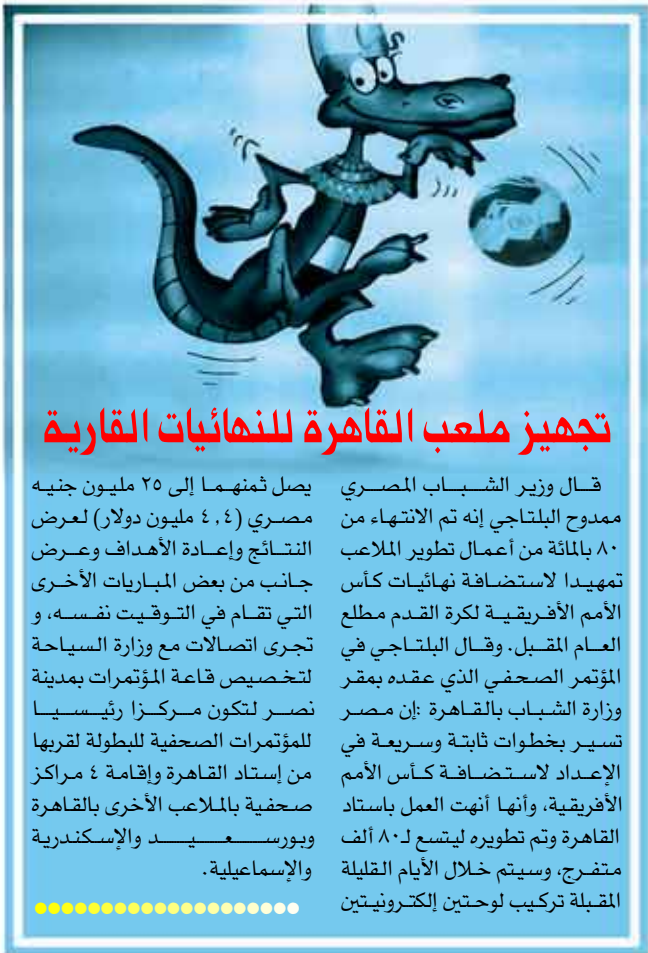 تجهيز ملعب القاهرة للنهائيات القارية
قال وزير الشباب المصري
ممدوح البلتاجي إنه تم الانتهاء من
٨٠ بالمائة من أعمال تطوير الملاعب
تمهيدا لاستضافة نهائيات كأس
الأمم الأفريقية لكرة القدم مطلع
العام المقبل. وقال البلتاجي في
المؤتمر الصحفي الذي عقده بمقر
وزارة الشباب بالقاهرة :إن مصر
تسير بخطوات ثابتة وسريعة في
الإعداد لاستضافة كأس الأمم
الأفريقية، وأنها أنهت العمل باستاد
القاهرة وتم تطويره ليتسع لـ٨٠ ألف
متفرج، وسيتم خلال الأيام القليلة
المقبلة تركيب لوحتين إلكترونيتين
يصل ثمنهما إلى ٢٥ مليون جنيه
مصري (٤,٤ مليون دولار) لعرض
النتائج وإعادة الأهداف وعرض
جانب من بعض المباريات الأخرى
التي تقام في التوقيت نفسه، و
تجرى اتصالات مع وزارة السياحة
لتخصيص قاعة المؤتمرات بمدينة
نصر لتكون مركزا رئيسيا
للمؤتمرات الصحفية للبطولة لقربها
من إستاد القاهرة وإقامة ٤ مراكز
صحفية بالملاعب الأخرى بالقاهرة
وبورسعيد والإسكندرية
والإسماعيلية.